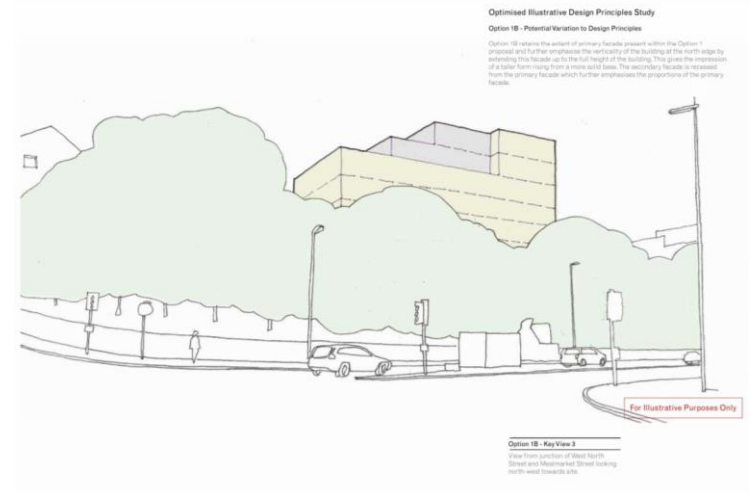 Optimised Illustrative Design Principles Study
Option 1B - Potential Variation to Design Principles
Option 1B retains the extent of primary facade present within the Option 1
proposal and further emphasise the verticality of the building at the north edge by
extending this facade up to the full height of the building. This gives the impression
of a taller form rising from a more solid base. The secondary facade is recessed
from the primary facade which further emphasises the proportions of the primary
facade.
For Illustrative Purposes Only
Option 1B - Key View 3
View from junction of West North
Street and Mealmarket Street looking
north-west towards site.